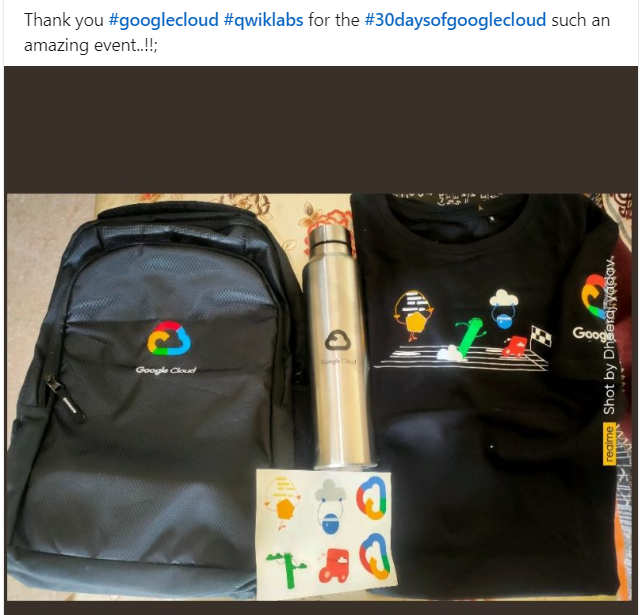 Thank you #googlecloud #qwiklabs for the #30daysofgooglecloud such an
amazing event..!!;
Google Cloud
Google Cloud
Goog
realme Shot by Dheeraj yadav